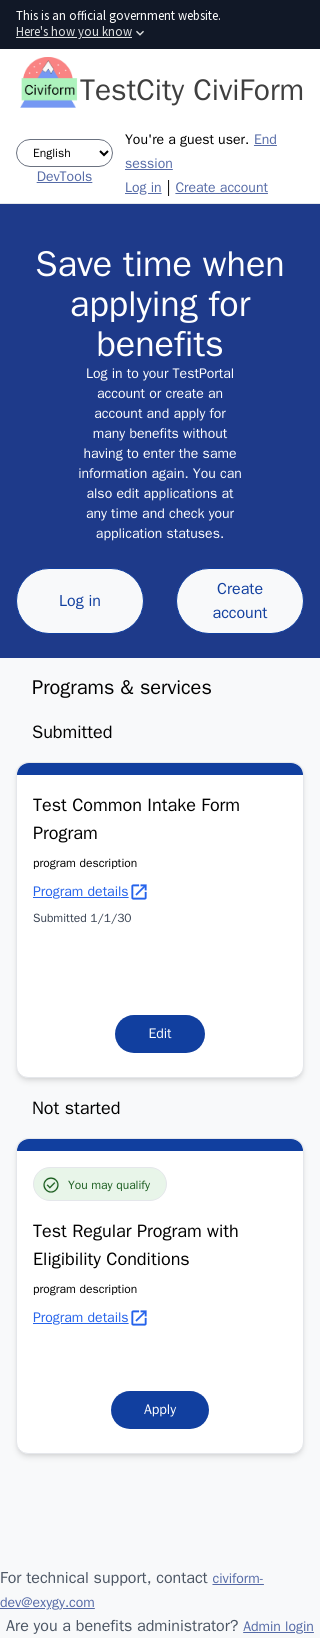 This is an official government website.
Here's how you know
Civiform
TestCity CiviForm
English
DevTools
You're a guest user. End
session
Log in | Create account
Save time when
applying for
benefits
Log in to your TestPortal
account or create an
account and apply for
many benefits without
having to enter the same
information again. You can
also edit applications at
any time and check your
application statuses.
Log in
Create
account
Programs & services
Submitted
Test Common Intake Form
Program
program description
Program details
Submitted 1/1/30
Edit
Not started
You may qualify
Test Regular Program with
Eligibility Conditions
program description
Program details
Apply
For technical support, contact civiform-
dev@exygy.com
Are you a benefits administrator? Admin login